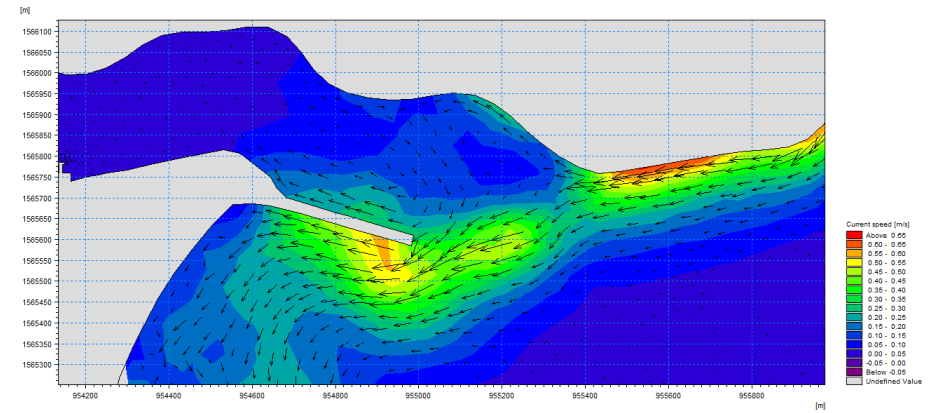 [m]
1566100
1566050
1566000
1565950
1565900
1565850
1565800
1565750
1565700
1565650
1565600
1565550
1565500
1565450
1565400
1565350
1565300
954200 954400 954600 954800 955000 955200 955400 955600 955800
[m]
Current speed [m/s]
Above 0.65
0.60 - 0.65
0.55 - 0.60
0.50 - 0.55
0.45 - 0.50
0.40 - 0.45
0.35 - 0.40
0.30 - 0.35
0.25 - 0.30
0.20 - 0.25
0.15 - 0.20
0.10 - 0.15
0.05 - 0.10
0.00 - 0.05
-0.05 - 0.00
Below -0.05
Undefined Value